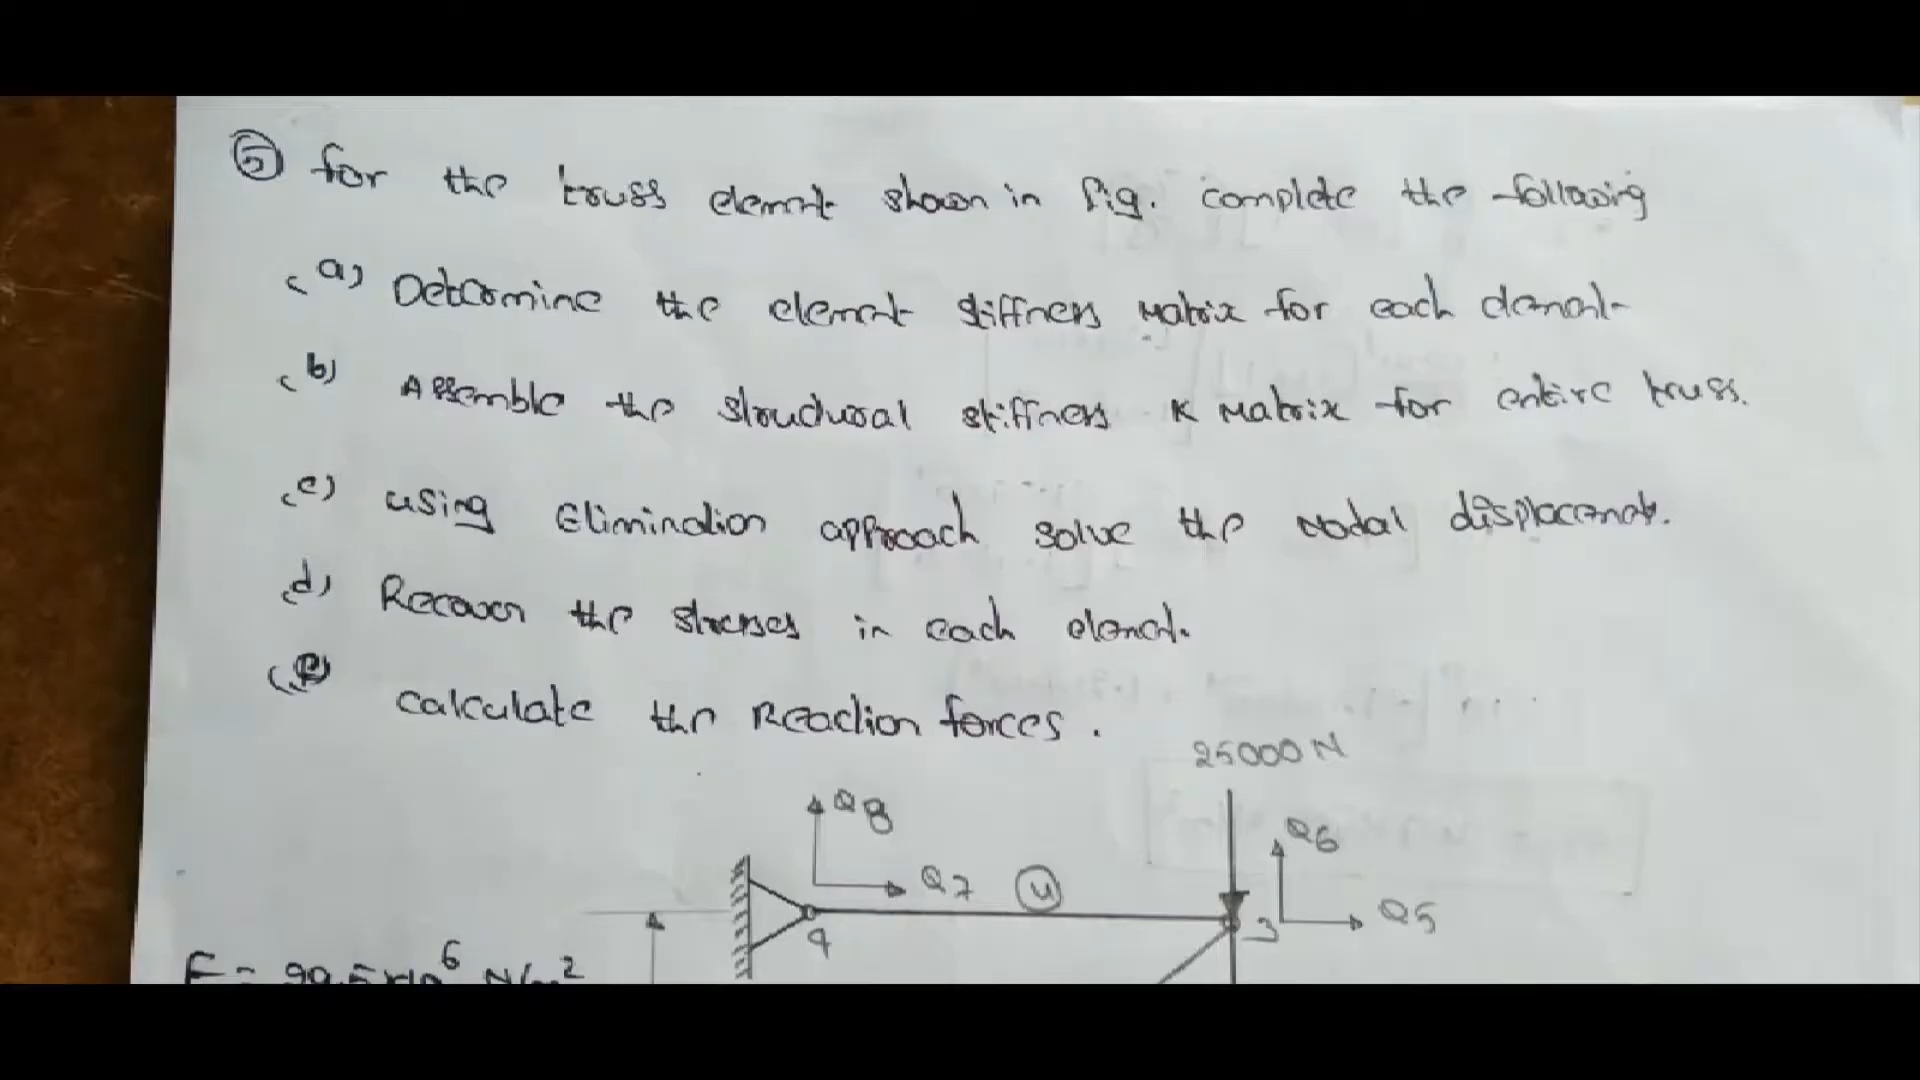 5 for the truss element shown in fig. complete the following
(a) Determine the element stiffness Matrix for each element
(b) Assemble the structural stiffness K Matrix for entire truss.
(c) using Elimination approach solve the nodal displacement.
(d) Recover the stresses in each element.
(e) calculate the Reaction forces.
25000 N
Q8
Q6
Q7
4
Q5
3
4